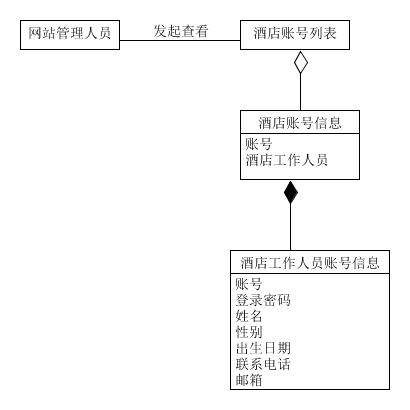 网站管理人员
发起查看
酒店账号列表
酒店账号信息
账号
酒店工作人员
酒店工作人员账号信息
账号
登录密码
姓名
性别
出生日期
联系电话
邮箱